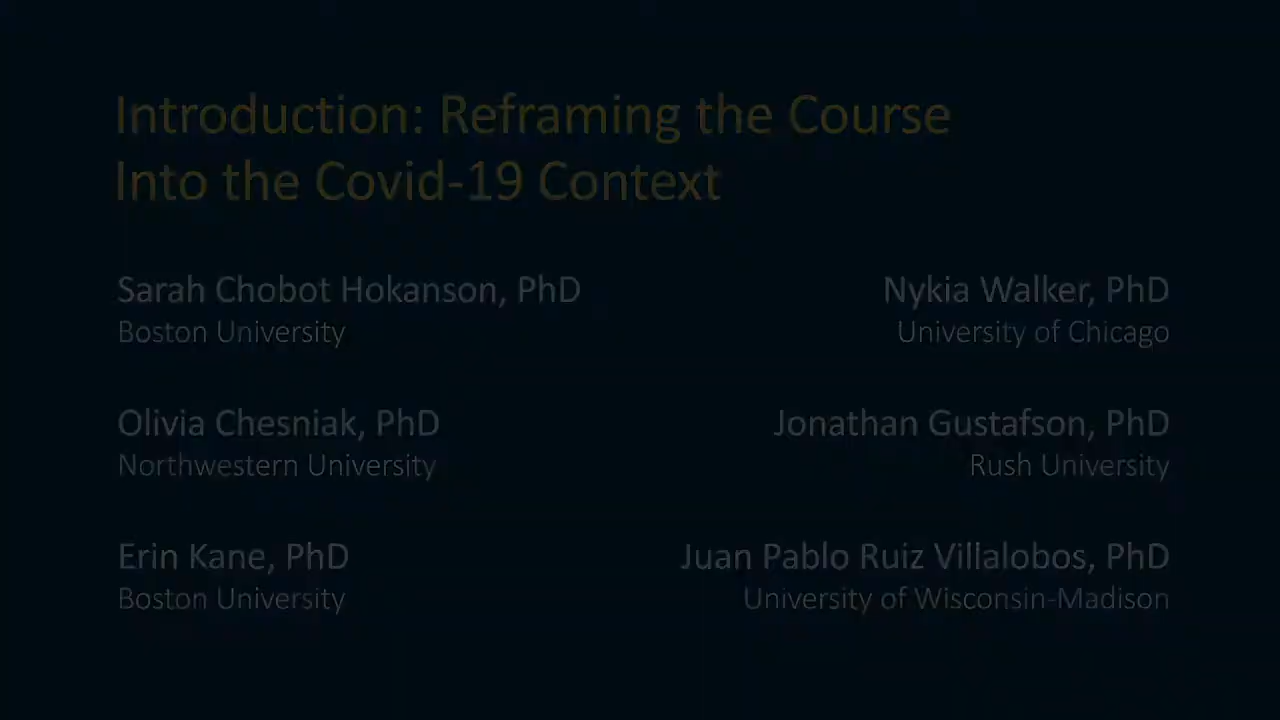 Introduction: Reframing the Course
Into the Covid-19 Context
Sarah Chobot Hokanson, PhD
Boston University
Nykia Walker, PhD
University of Chicago
Olivia Chesniak, PhD
Northwestern University
Jonathan Gustafson, PhD
Rush University
Erin Kane, PhD
Boston University
Juan Pablo Ruiz Villalobos, PhD
University of Wisconsin-Madison